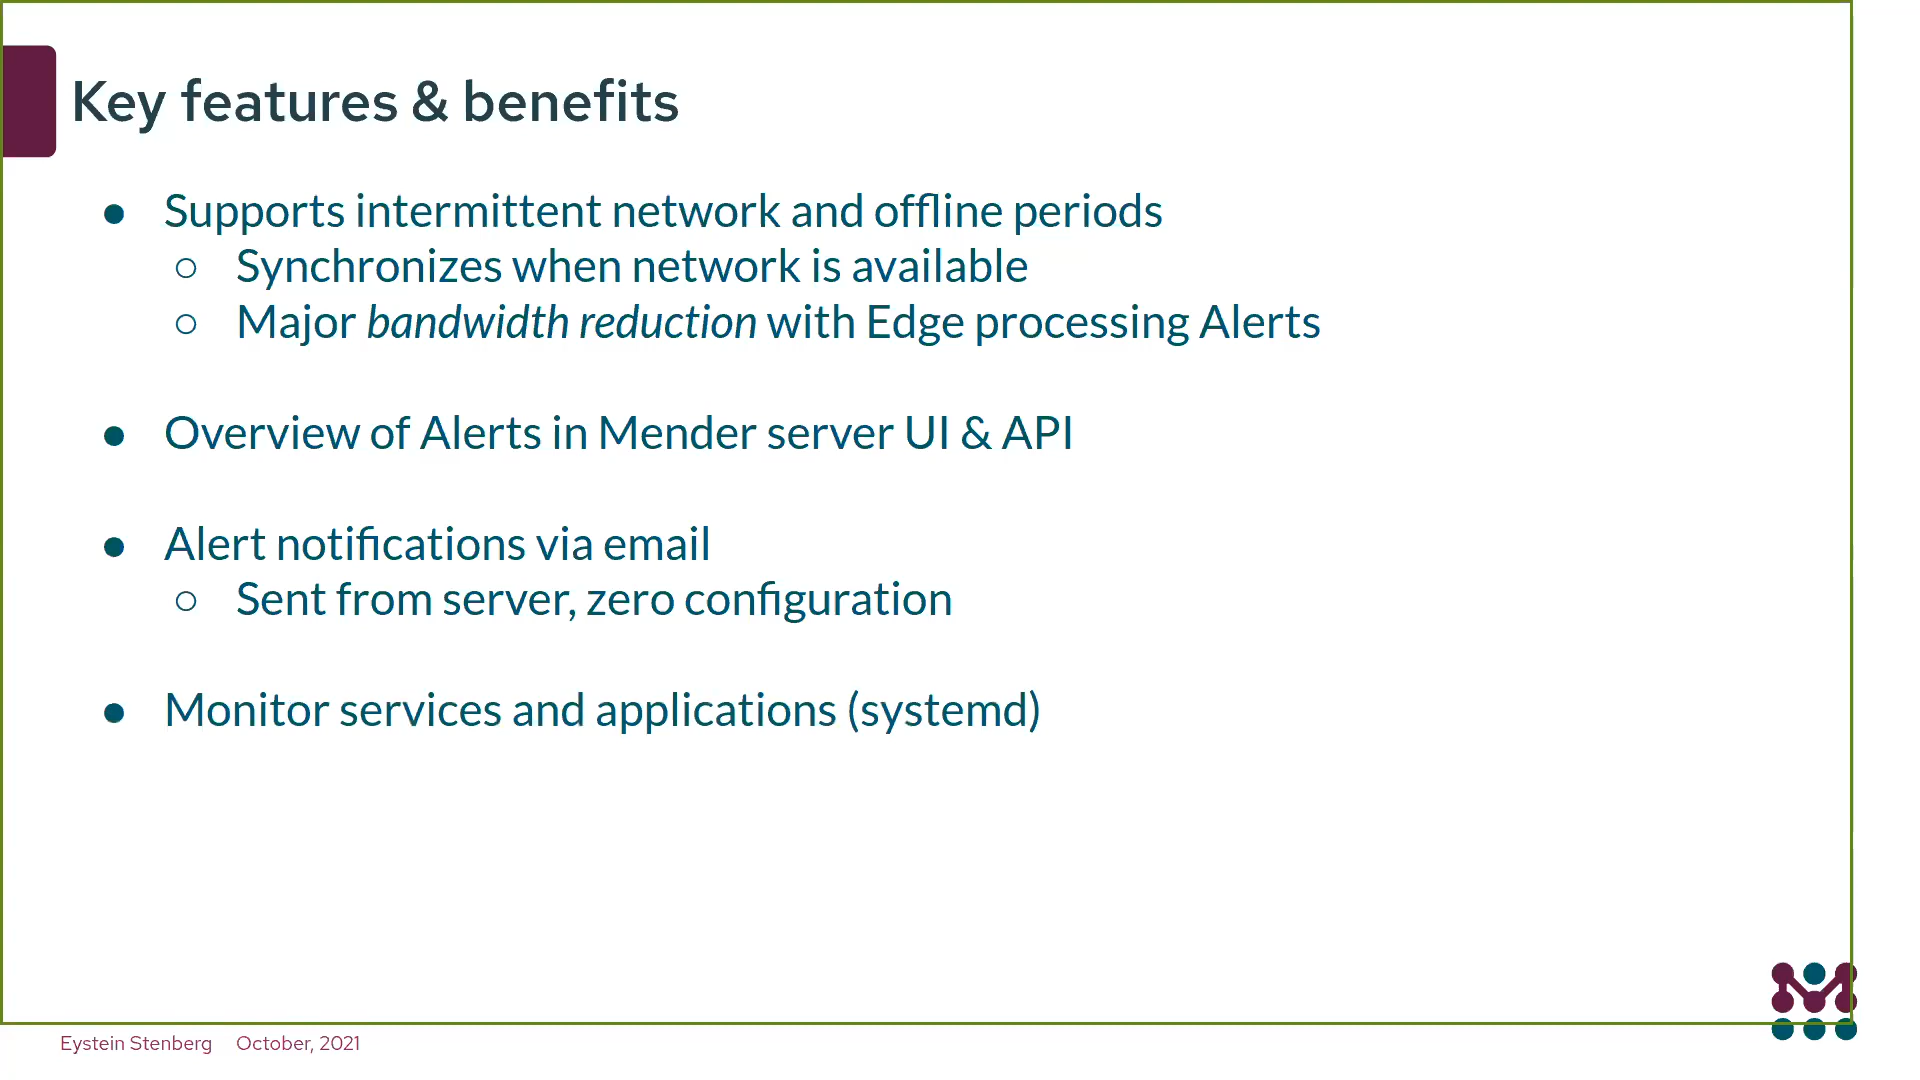 Key features & benefits
● Supports intermittent network and offline periods
○ Synchronizes when network is available
○ Major bandwidth reduction with Edge processing Alerts
● Overview of Alerts in Mender server UI & API
● Alert notifications via email
○ Sent from server, zero configuration
● Monitor services and applications (systemd)
Eystein Stenberg October, 2021